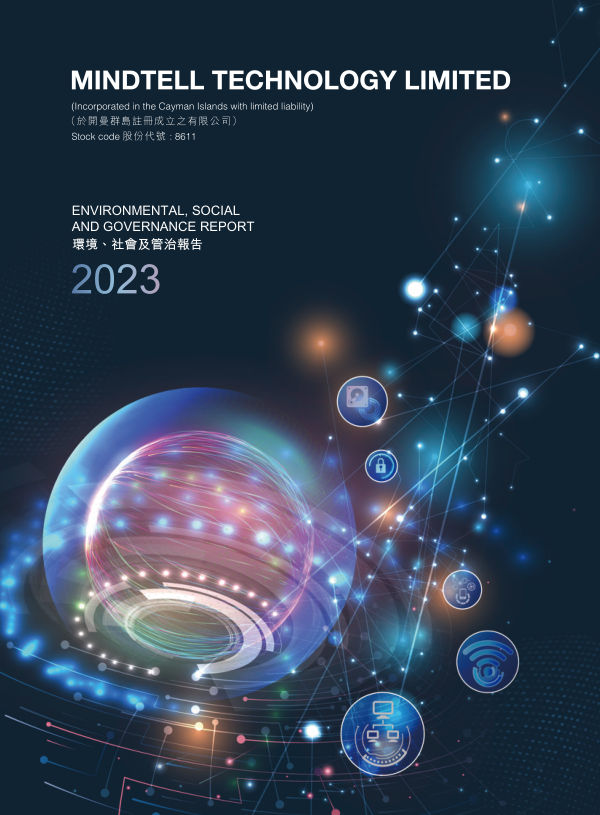 MINDTELL TECHNOLOGY LIMITED
(Incorporated in the Cayman Islands with limited liability)
(於開曼群島註冊成立之有限公司)
Stock code 股份代號 : 8611
ENVIRONMENTAL, SOCIAL
AND GOVERNANCE REPORT
環境、社會及管治報告
2023